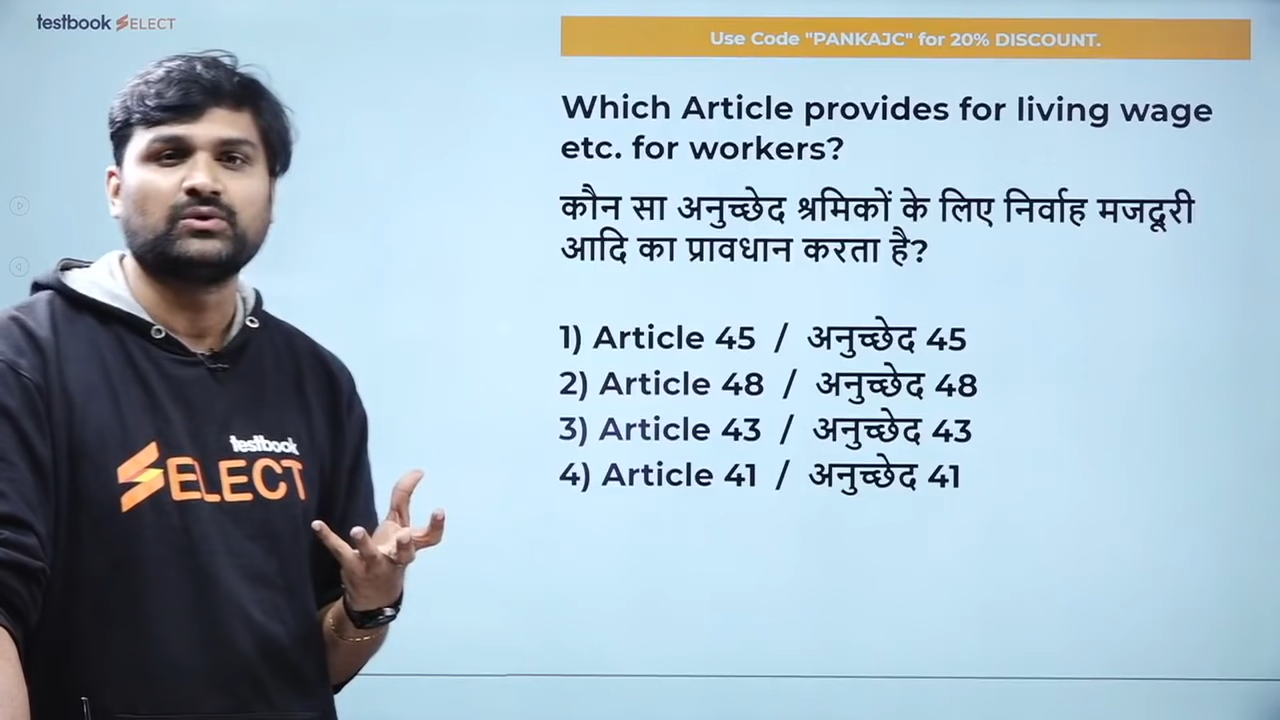 testbook SELECT
Use Code "PANKAJC" for 20% DISCOUNT.
Which Article provides for living wage
etc. for workers?
कौन सा अनुच्छेद श्रमिकों के लिए निर्वाह मजदूरी
आदि का प्रावधान करता है?
1) Article 45 / अनुच्छेद 45
2) Article 48 / अनुच्छेद 48
3) Article 43 / अनुच्छेद 43
4) Article 41 / अनुच्छेद 41
testbook
SELECT